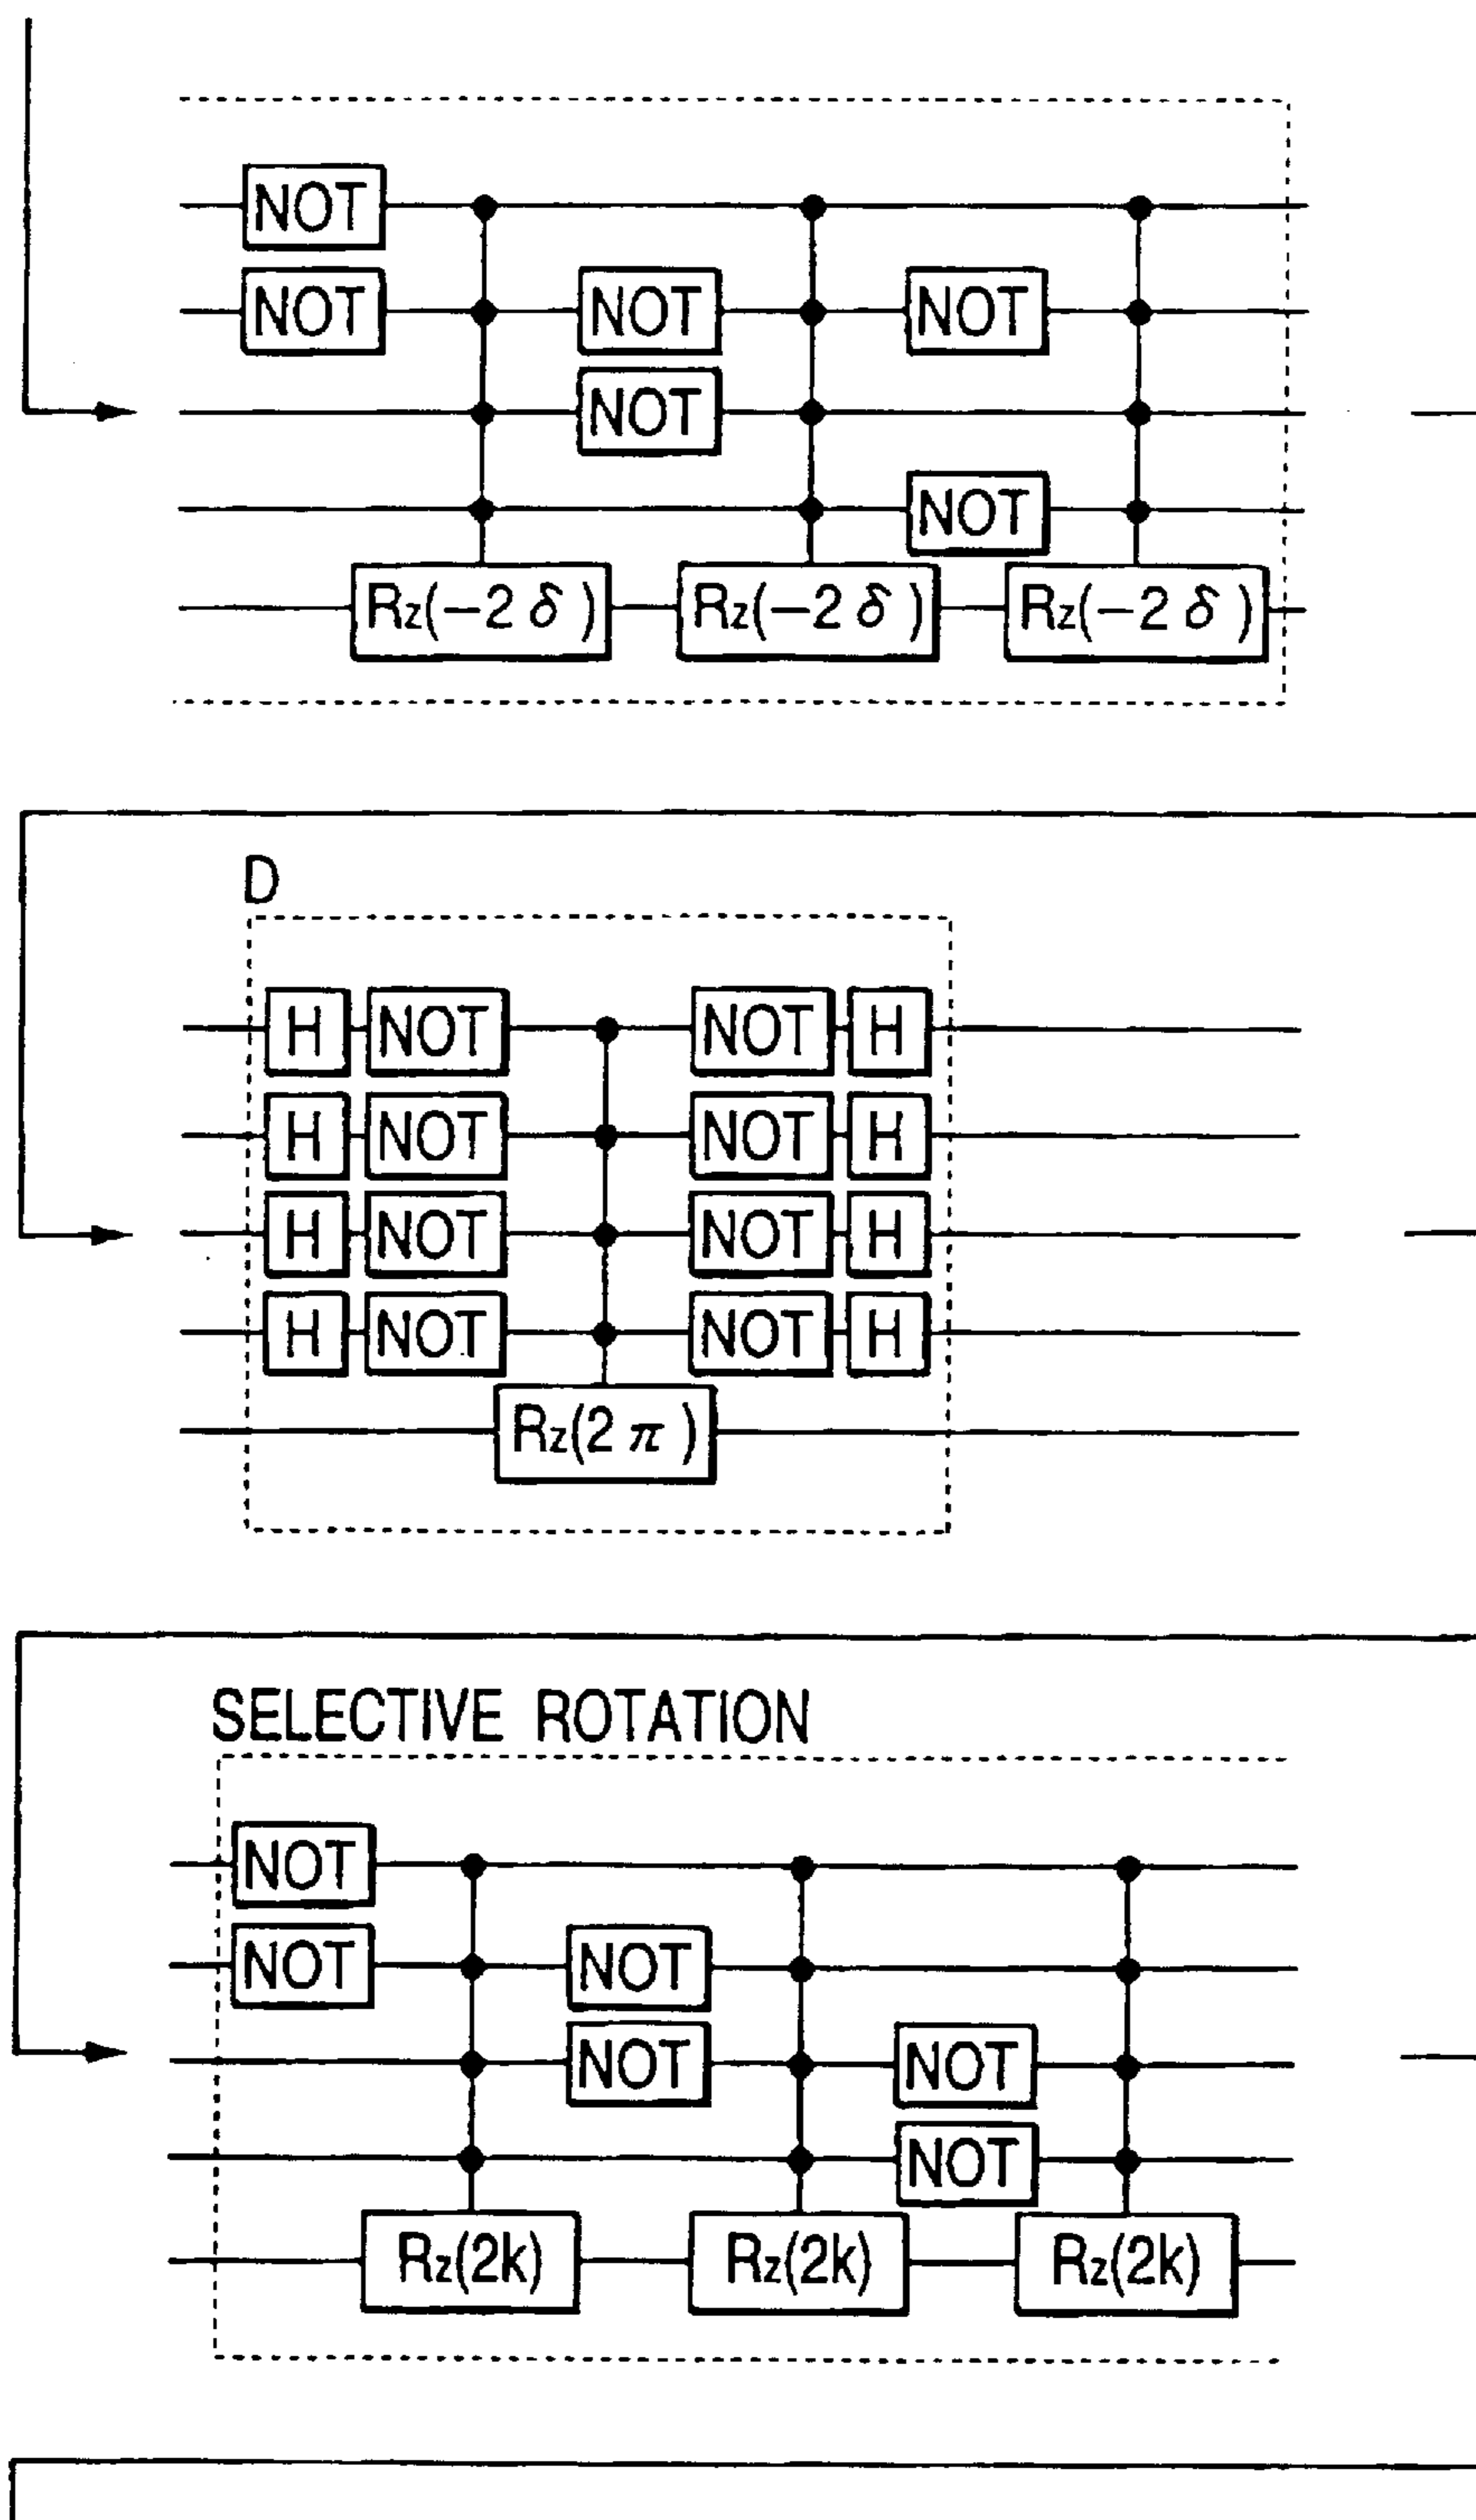 NOT
NOT NOT NOT
NOT
NOT
Rz(−2δ) Rz(−2δ) Rz(−2δ)
D
H NOT NOT H
H NOT NOT H
H NOT NOT H
H NOT NOT H
Rz(2π)
SELECTIVE ROTATION
NOT
NOT NOT
NOT NOT
NOT
Rz(2k) Rz(2k) Rz(2k)